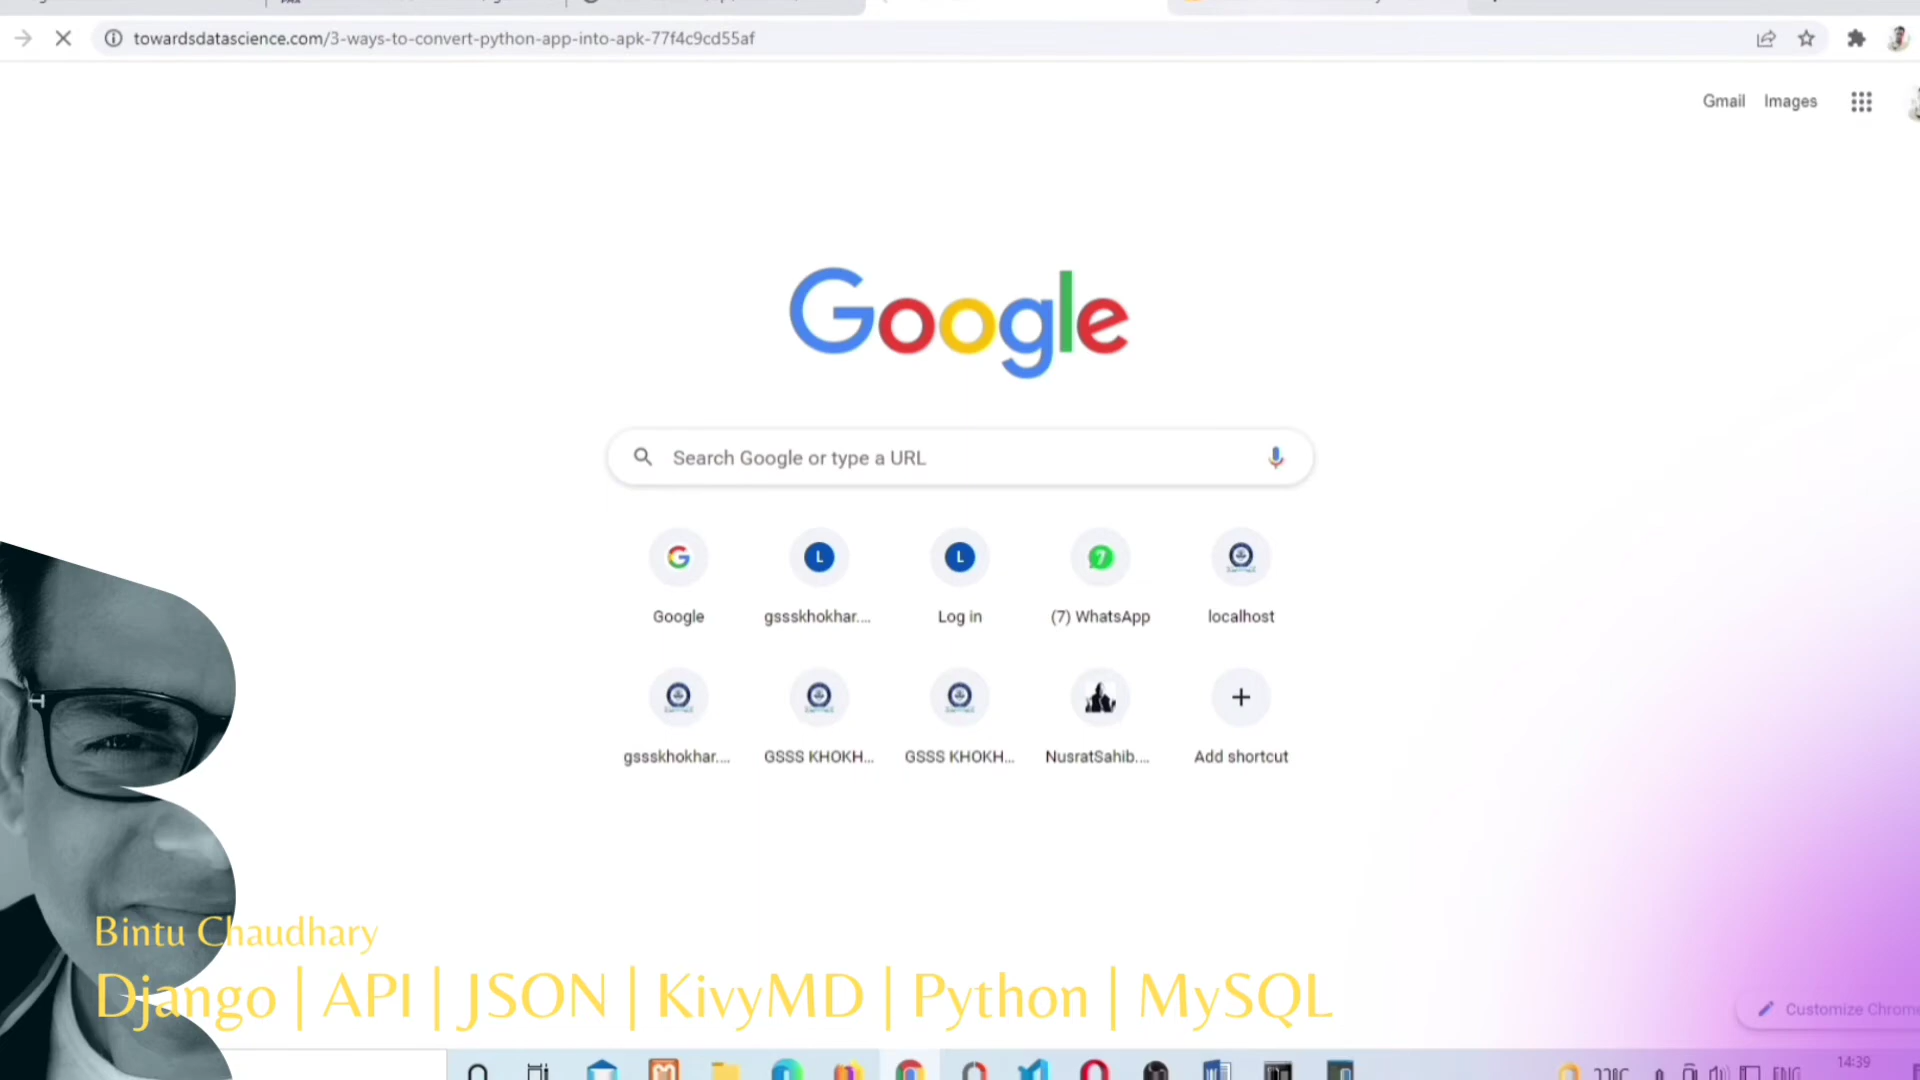 towardsdatascience.com/3-ways-to-convert-python-app-into-apk-77f4c9cd55af
Gmail Images
Google
Search Google or type a URL
L L 7
Google gssskhokhar.... Log in (7) WhatsApp localhost
gssskhokhar.... GSSS KHOKH... GSSS KHOKH... NusratSahib.... Add shortcut
Bintu Chaudhary
Django | API | JSON | KivyMD | Python | MySQL
Customize Chrome
14:39
ENG